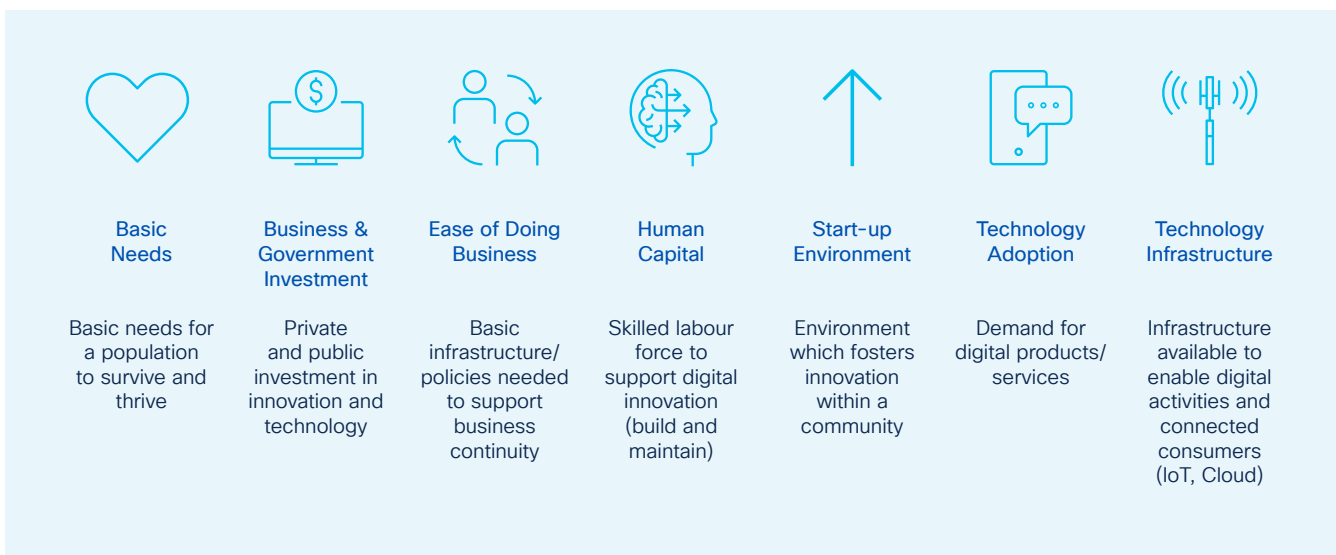 $
Basic
Needs
Basic needs for
a population
to survive and
thrive
Business &
Government
Investment
Private
and public
investment in
innovation and
technology
Ease of Doing
Business
Basic
infrastructure/
policies needed
to support
business
continuity
Human
Capital
Skilled labour
force to
support digital
innovation
(build and
maintain)
Start-up
Environment
Environment
which fosters
innovation
within a
community
Technology
Adoption
Demand for
digital products/
services
Technology
Infrastructure
Infrastructure
available to
enable digital
activities and
connected
consumers
(IoT, Cloud)